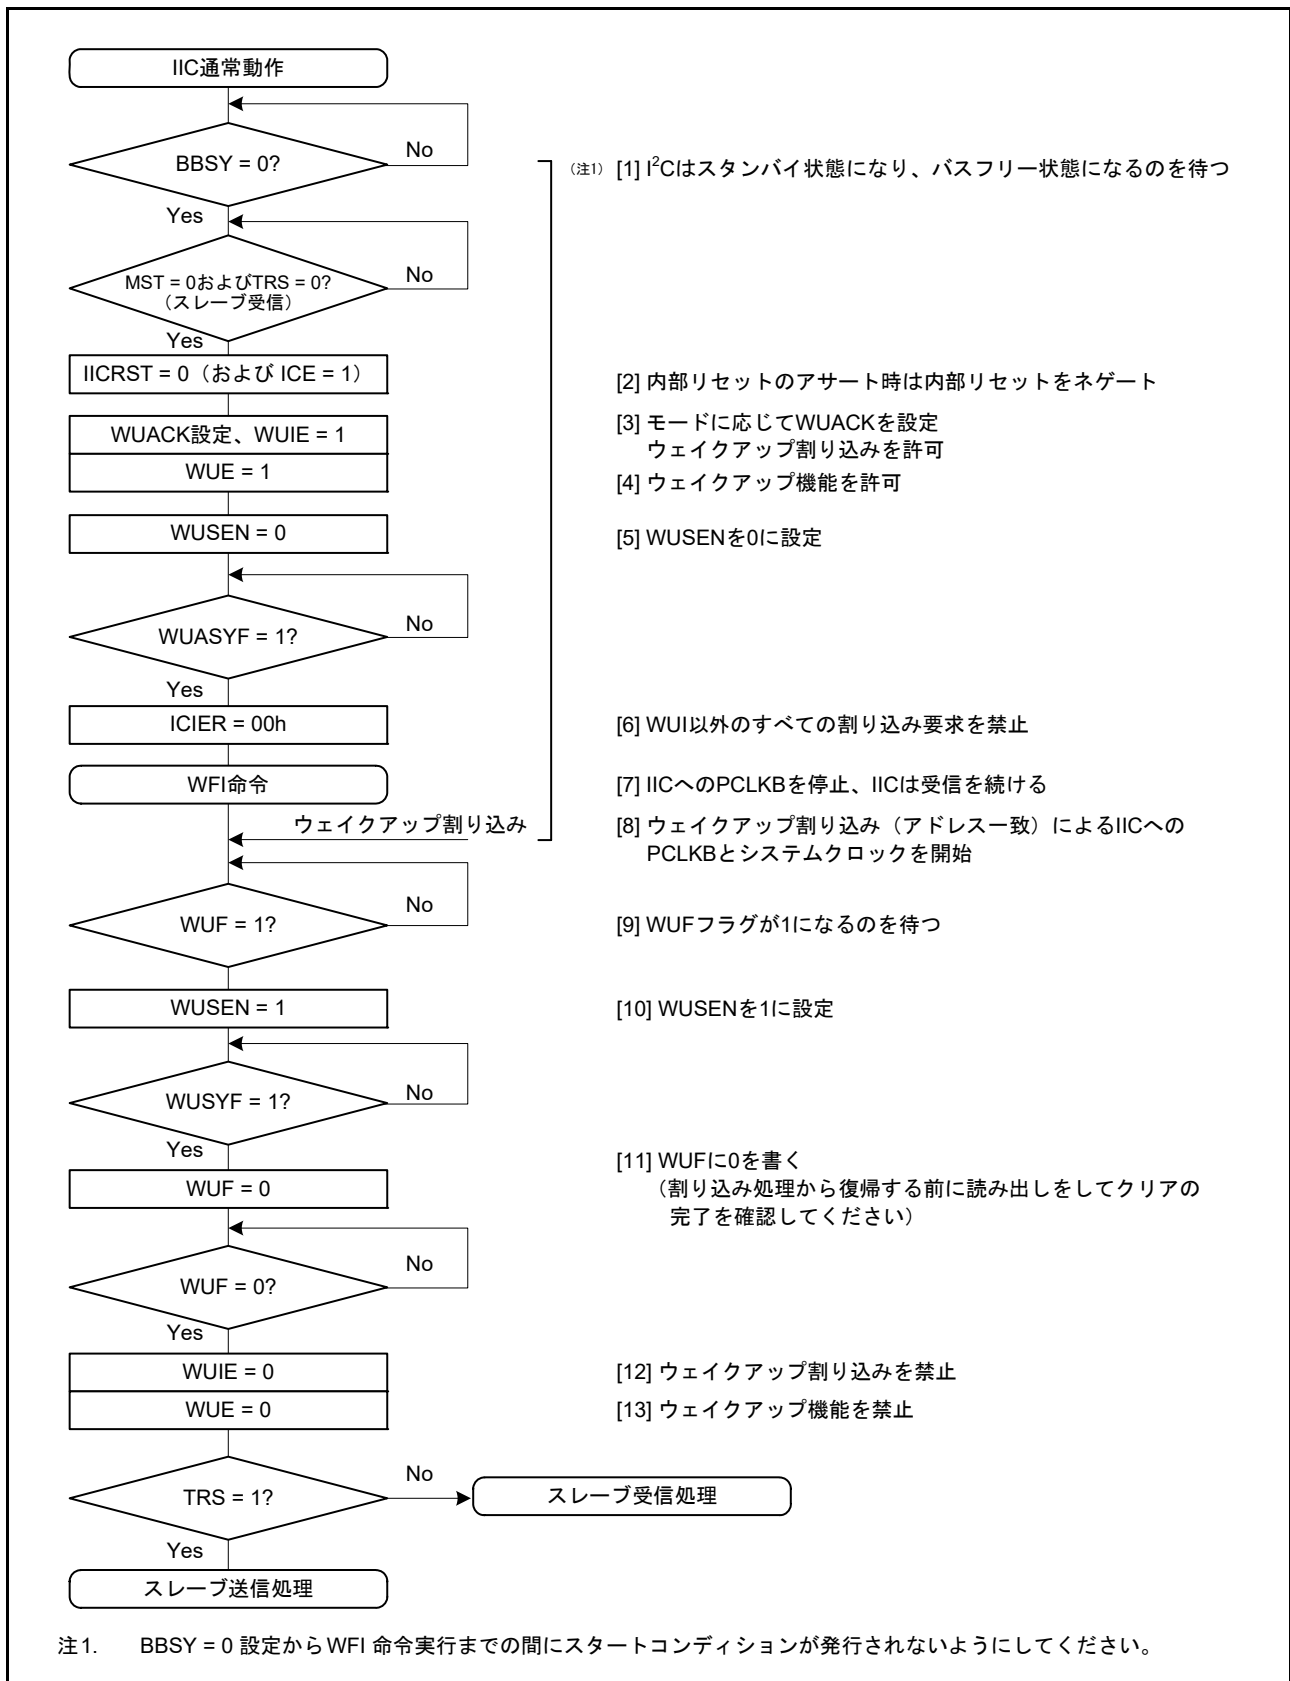 IIC通常動作
BBSY = 0?
No
(注1) [1] I²Cはスタンバイ状態になり、バスフリー状態になるのを待つ
Yes
MST = 0およびTRS = 0?
（スレーブ受信）
No
Yes
IICRST = 0（および ICE = 1）
[2] 内部リセットのアサート時は内部リセットをネゲート
WUACK設定、WUIE = 1
[3] モードに応じてWUACKを設定
ウェイクアップ割り込みを許可
WUE = 1
[4] ウェイクアップ機能を許可
WUSEN = 0
[5] WUSENを0に設定
WUASYF = 1?
No
Yes
ICIER = 00h
[6] WUI以外のすべての割り込み要求を禁止
WFI命令
[7] IICへのPCLKBを停止、IICは受信を続ける
ウェイクアップ割り込み
[8] ウェイクアップ割り込み（アドレス一致）によるIICへの
PCLKBとシステムクロックを開始
WUF = 1?
No
[9] WUFフラグが1になるのを待つ
WUSEN = 1
[10] WUSENを1に設定
WUSYF = 1?
No
Yes
WUF = 0
[11] WUFに0を書く
（割り込み処理から復帰する前に読み出しをしてクリアの
完了を確認してください）
WUF = 0?
No
Yes
WUIE = 0
[12] ウェイクアップ割り込みを禁止
WUE = 0
[13] ウェイクアップ機能を禁止
TRS = 1?
No
スレーブ受信処理
Yes
スレーブ送信処理
注1. BBSY = 0 設定からWFI 命令実行までの間にスタートコンディションが発行されないようにしてください。